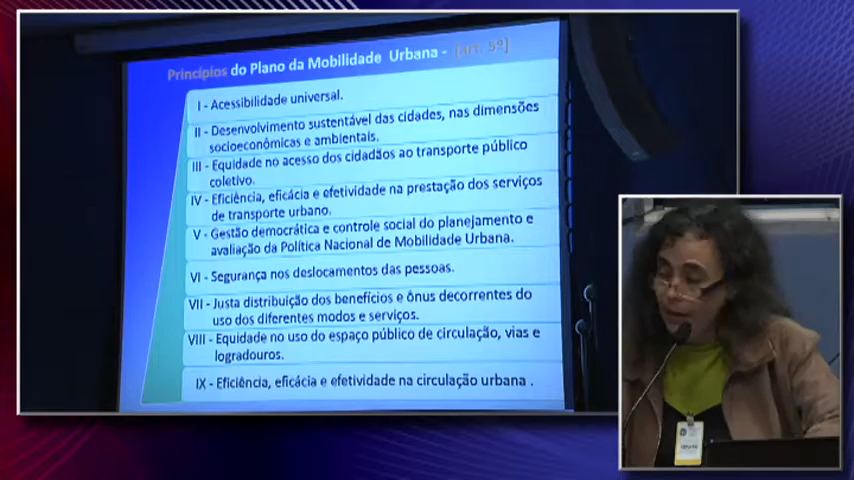 Princípios do Plano da Mobilidade Urbana - (art. 5º)
I - Acessibilidade universal.
II - Desenvolvimento sustentável das cidades, nas dimensões
socioeconômicas e ambientais.
III - Equidade no acesso dos cidadãos ao transporte público
coletivo.
IV - Eficiência, eficácia e efetividade na prestação dos serviços
de transporte urbano.
V - Gestão democrática e controle social do planejamento e
avaliação da Política Nacional de Mobilidade Urbana.
VI - Segurança nos deslocamentos das pessoas.
VII - Justa distribuição dos benefícios e ônus decorrentes do
uso dos diferentes modos e serviços.
VIII - Equidade no uso do espaço público de circulação, vias e
logradouros.
IX - Eficiência, eficácia e efetividade na circulação urbana .